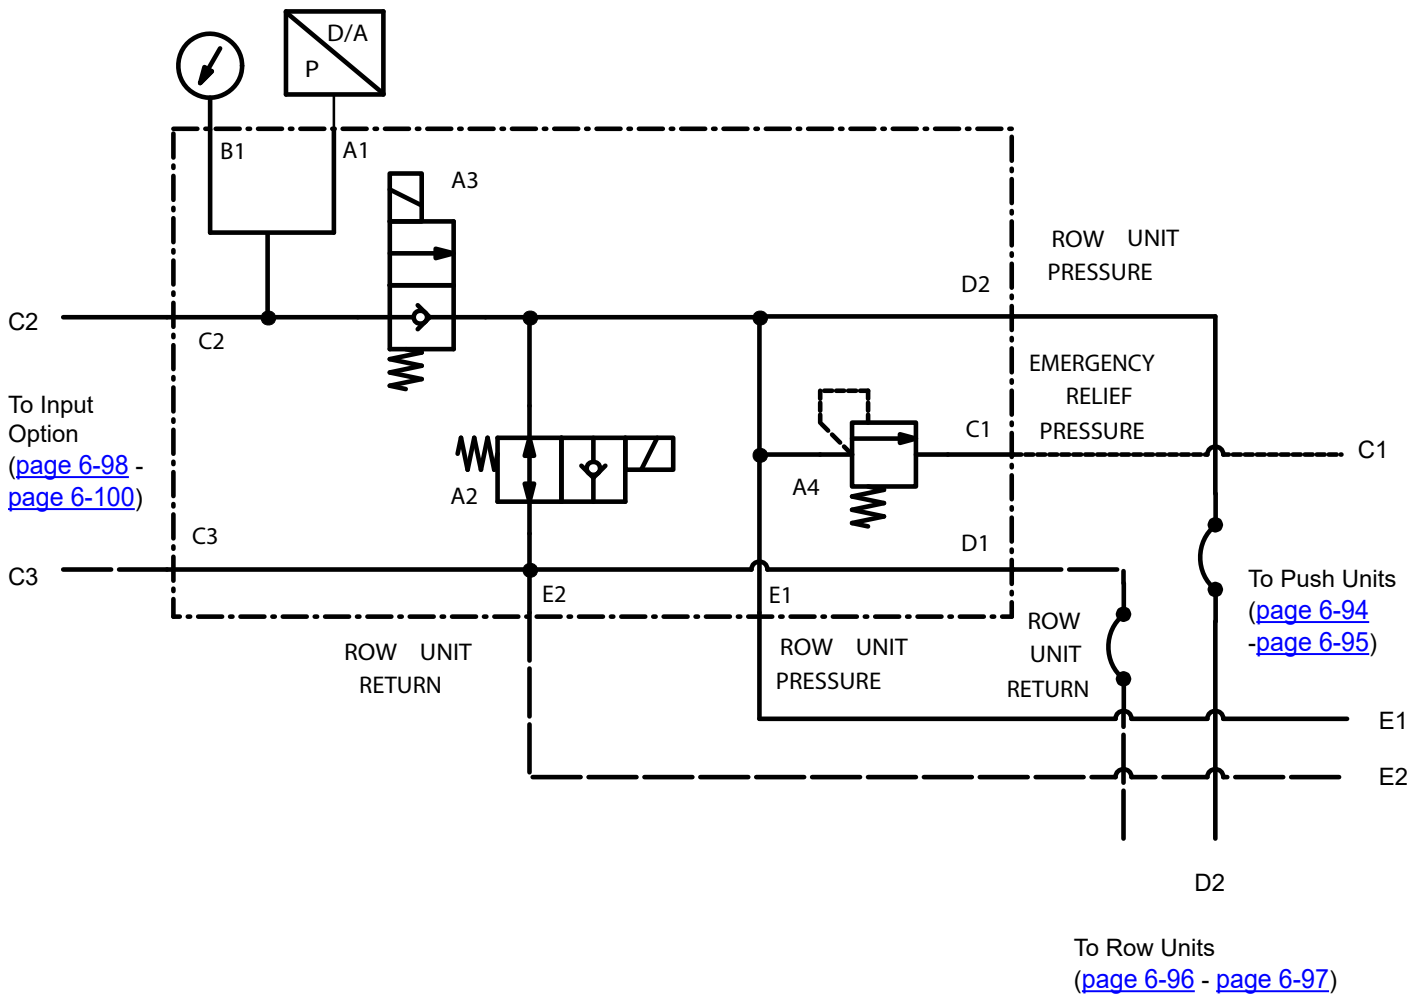 D/A
P
B1
A1
A3
ROW UNIT
PRESSURE
D2
C2
C2
EMERGENCY
RELIEF
PRESSURE
To Input
Option
(page 6-98 -
page 6-100)
C1
C1
A4
A2
C3
D1
C3
E2
E1
To Push Units
(page 6-94
-page 6-95)
ROW UNIT
RETURN
ROW UNIT
PRESSURE
ROW
UNIT
RETURN
E1
E2
D2
To Row Units
(page 6-96 - page 6-97)